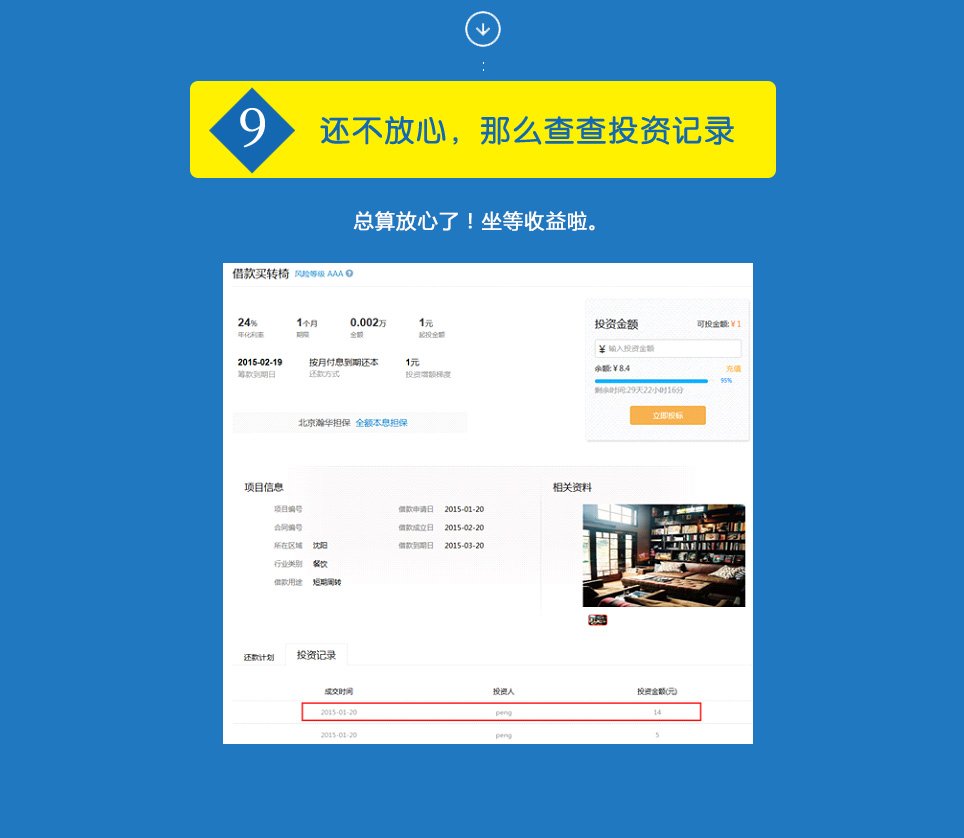 :
9 还不放心，那么查查投资记录
总算放心了！坐等收益啦。
借款买转椅 风险等级 AAA ?
24% 1个月 0.002万 1元
年化利率 期限 金额 起投金额
2015-02-19 按月付息到期还本 1元
筹款到期日 还款方式 投资增额梯度
北京瀚华担保 全额本息担保
投资金额 可投金额: ¥ 1
¥ 输入投资金额
余额: ¥ 8.4 充值
95%
剩余时间:29天22小时16分
立即投标
项目信息
项目编号 借款申请日 2015-01-20
合同编号 借款成立日 2015-02-20
所在区域 沈阳 借款到期日 2015-03-20
行业类别 餐饮
借款用途 短期周转
相关资料
还款计划 投资记录
成交时间 投资人 投资金额(元)
2015-01-20 peng 14
2015-01-20 peng 5